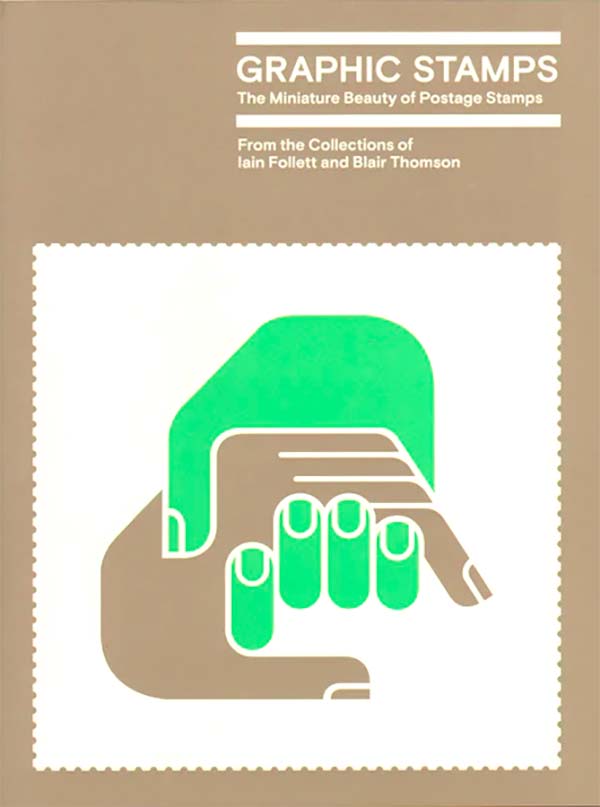 GRAPHIC STAMPS
The Miniature Beauty of Postage Stamps
From the Collections of
Iain Follett and Blair Thomson